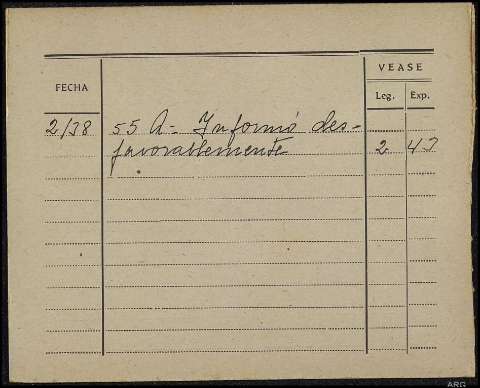 VEASE
FECHA
Leg. Exp.
2/38 55 A- Informó des-
favorablemente 2 47
ARG